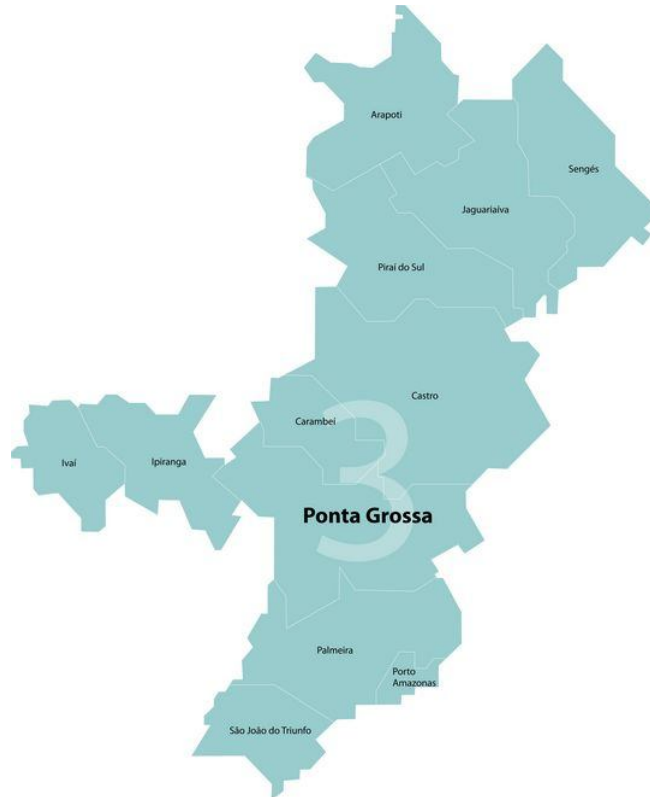 Arapoti
Sengés
Jaguariaíva
Piraí do Sul
Castro
Carambeí
3
Ivaí
Ipiranga
Ponta Grossa
Palmeira
Porto
Amazonas
São João do Triunfo